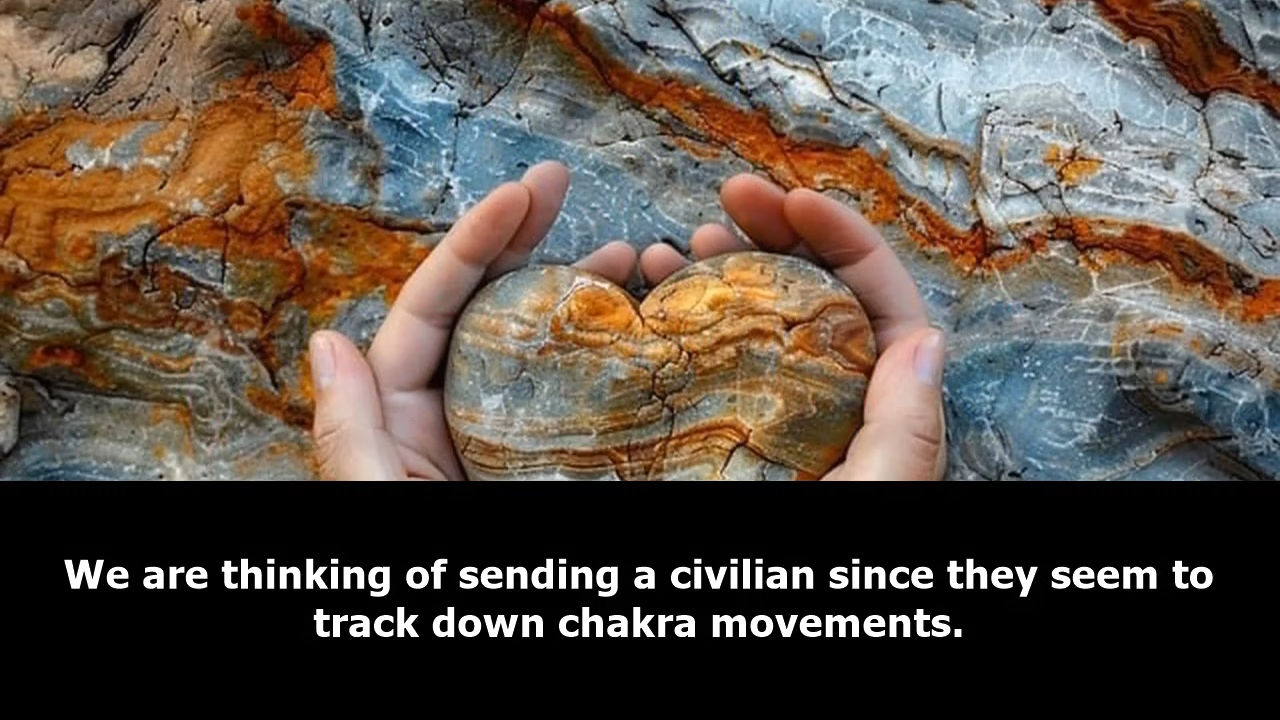 We are thinking of sending a civilian since they seem to
track down chakra movements.